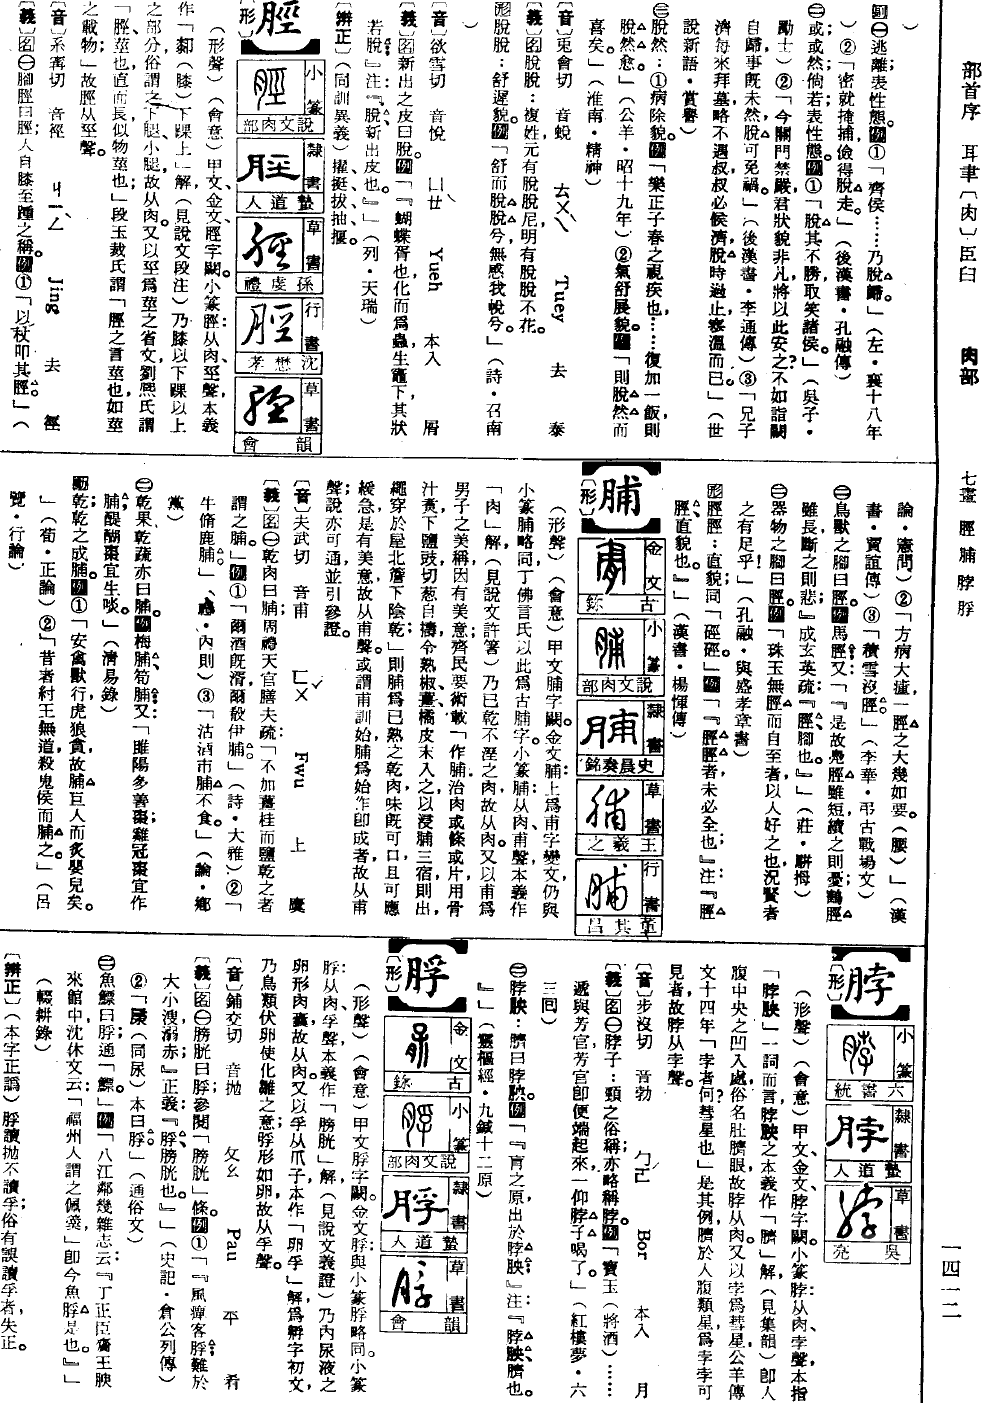 部首序　耳聿〔肉〕臣臼　肉部　七畫　脛脯脖脬　一四一二
）
㊀逃離表性態。例①「齊侯……乃脫歸。」（左・襄十八年
）②「密就掩捕，儉得脫走。」（後漢書・孔融傳）
㊁或或然倘若表性態。例①「脫其不勝，取笑諸侯。」（吳子・
勵士）②「今關門禁嚴，君狀貌非凡，將以此安之？不如詣闕
自歸，事旣未然，脫可免禍。」（後漢書・李通傳）③「兄子
濟每來拜墓，略不過叔，叔亦不候。濟脫時過止寒溫而已。」（世
說新語・賞譽）
㊂脫然：①病除貌。例「樂正子春之視疾也……復加一飯，則
脫然愈。」（公羊・昭十九年）②氣舒展貌。例「則脫然而
喜矣。」（淮南・精神）
〔音〕兎會切　音蛻　ㄊㄨㄟˋ　Tuey　去　泰
〔義〕名脫脫：複姓，元有脫脫尼，明有脫脫不花。
形脫脫：舒遲貌。例「舒而脫脫兮，無感我帨兮。」（詩・召南
）
〔音〕欲雪切　音悅　ㄩㄝˋ　Yueh　本入　屑
〔義〕名新出之皮曰脫。例「『蝴蝶胥也，化而爲蟲，生竈下，其狀
若脫。』注：『脫，新出皮也。』」（列・天瑞）
〔辨正〕（同訓異義）擢、挺、拔、抽、揠。
脛
〔形〕
小篆　說文肉部
隸書　蟄道人
草書　孫虔禮
行書　沈懋孝
草書　韻會
（形聲）（會意）甲文、金文脛字闕。小篆脛：从肉、巠聲，本義
作「䣛（膝）下踝上」解（見說文段注）乃膝以下踝以上
之部分，俗謂之下腿、小腿，故从肉。又以巠爲莖之省文，劉熙氏謂
「脛，莖也，直而長似物莖也」段玉裁氏謂「脛之言莖也，如莖
之載物」故脛从巠聲。
〔音〕系寗切　音徑　ㄐㄧㄥˋ　Jing　去　徑
〔義〕名㊀腳脛曰脛，人自膝至踵之稱。例①「以杖叩其脛。」（
論・憲問）②「方病大瘇，一脛之大幾如要。（腰）」（漢
書・賈誼傳）③「積雪沒脛。」（李華・弔古戰場文）
㊁鳥獸之腳曰脛。例馬脛；又「『是故鳧脛雖短，續之則憂；鶴脛
雖長，斷之則悲』成玄英疏：『脛，腳也。』」（莊・駢拇）
㊂器物之腳曰脛。例「珠玉無脛而自至者，以人好之也，況賢者
之有足乎！」（孔融・與盛孝章書）
形脛脛：直貌，同「硜硜」。例「『脛脛者未必全也』注：『脛
脛，直貌也。』」（漢書・楊惲傳）
脯
〔形〕
金文　古鉥
小篆　說文肉部
隸書　史晨奏銘
草書　王羲之
行書　董其昌
（形聲）（會意）甲文脯字闕。金文脯：上爲甫字變文，仍與
小篆脯略同，丁佛言氏以此爲古脯字。小篆脯：从肉、甫聲，本義作
「肉」解（見說文許箸）乃已乾不溼之肉，故从肉。又以甫爲
男子之美稱，因有美意；齊民要術載「作脯，治肉或條或片，用骨
汁煑下鹽豉，切葱白擣令熟，椒薑橘皮末入之，以浸脯三宿則出，
繩穿於屋北簷下陰乾」則脯爲已熟之乾肉，味旣可口且可應
緩急，是有美意，故从甫聲。或謂甫訓始，脯爲始作卽成者，故从甫
聲，說亦可通，並引參證。
〔音〕夫武切　音甫　ㄈㄨˇ　Fwu　上　麌
〔義〕名㊀乾肉曰脯，周禮天官膳夫疏「不加薑桂而鹽乾之者
謂之脯」。例①「爾酒旣湑，爾殽伊脯。」（詩・大雅）②「
牛脩鹿脯。」（禮・內則）③「沽酒市脯不食。」（論・鄕
黨）
㊁乾果乾蔬亦曰脯。例梅脯、筍脯；又「雎陽多善棗，雞冠棗宜作
脯，醍醐棗宜生啖。」（清易錄）
動乾乾之成脯。例①「安禽獸行，虎狼貪，故脯巨人而炙嬰兒矣。
」（荀・正論）②「昔者紂王無道，殺鬼侯而脯之。」（呂
覽・行論）
脖
〔形〕
小篆　六書統
隸書　蟄道人
草書　吳充
（形聲）（會意）甲文、金文脖字闕。小篆脖：从肉、孛聲，本指
「脖胦」一詞而言，脖胦之本義作「臍」解（見集韻）卽人
腹中央之凹入處，俗名肚臍眼，故脖从肉。又以孛爲彗星，公羊傳
文十四年「孛者何？彗星也」是其例，臍於人腹類星爲孛孛可
見者，故脖从孛聲。
〔音〕步沒切　音勃　ㄅㄛˊ　Bor　本入　月
〔義〕名㊀脖子：頸之俗稱；亦略稱脖。例「寶玉（將酒）……
遞與芳官，芳官卽便端起來，一仰脖子喝了。」（紅樓夢・六
三回）
㊁脖胦：臍曰脖胦。例「『肓之原，出於脖胦』注：『脖胦，臍也。
』」（靈樞經・九鍼十二原）
脬
〔形〕
金文　古鉥
小篆　說文肉部
隸書　蟄道人
草書　韻會
（形聲）（會意）甲文脬字闕。金文脬：與小篆脬略同。小篆
脬：从肉、孚聲，本義作「膀胱」解（見說文義證）乃內尿液之
卵形肉囊，故从肉。又以孚从爪子，本作「卵孚」解，爲孵字初文，
乃鳥類伏卵使化雛之意，脬形如卵，故从孚聲。
〔音〕鋪交切　音拋　ㄆㄠ　Pau　平　肴
〔義〕名㊀膀胱曰脬，參閱「膀胱」條。例①「『風癉客脬，難於
大小溲，溺赤』正義：『脬，膀胱也。』」（史記・倉公列傳）
②「尿（同尿）本曰脬。」（通俗文）
㊁魚鰾曰脬，通「鰾」。例「八江鄰幾雜志云：『丁正臣齎玉腴
來館中，沈休文云：「福州人謂之佩羹」卽今魚脬是也。』」
（輟耕錄）
〔辨正〕（本字正譌）脬讀拋，不讀孚；俗有誤讀孚者，失正。